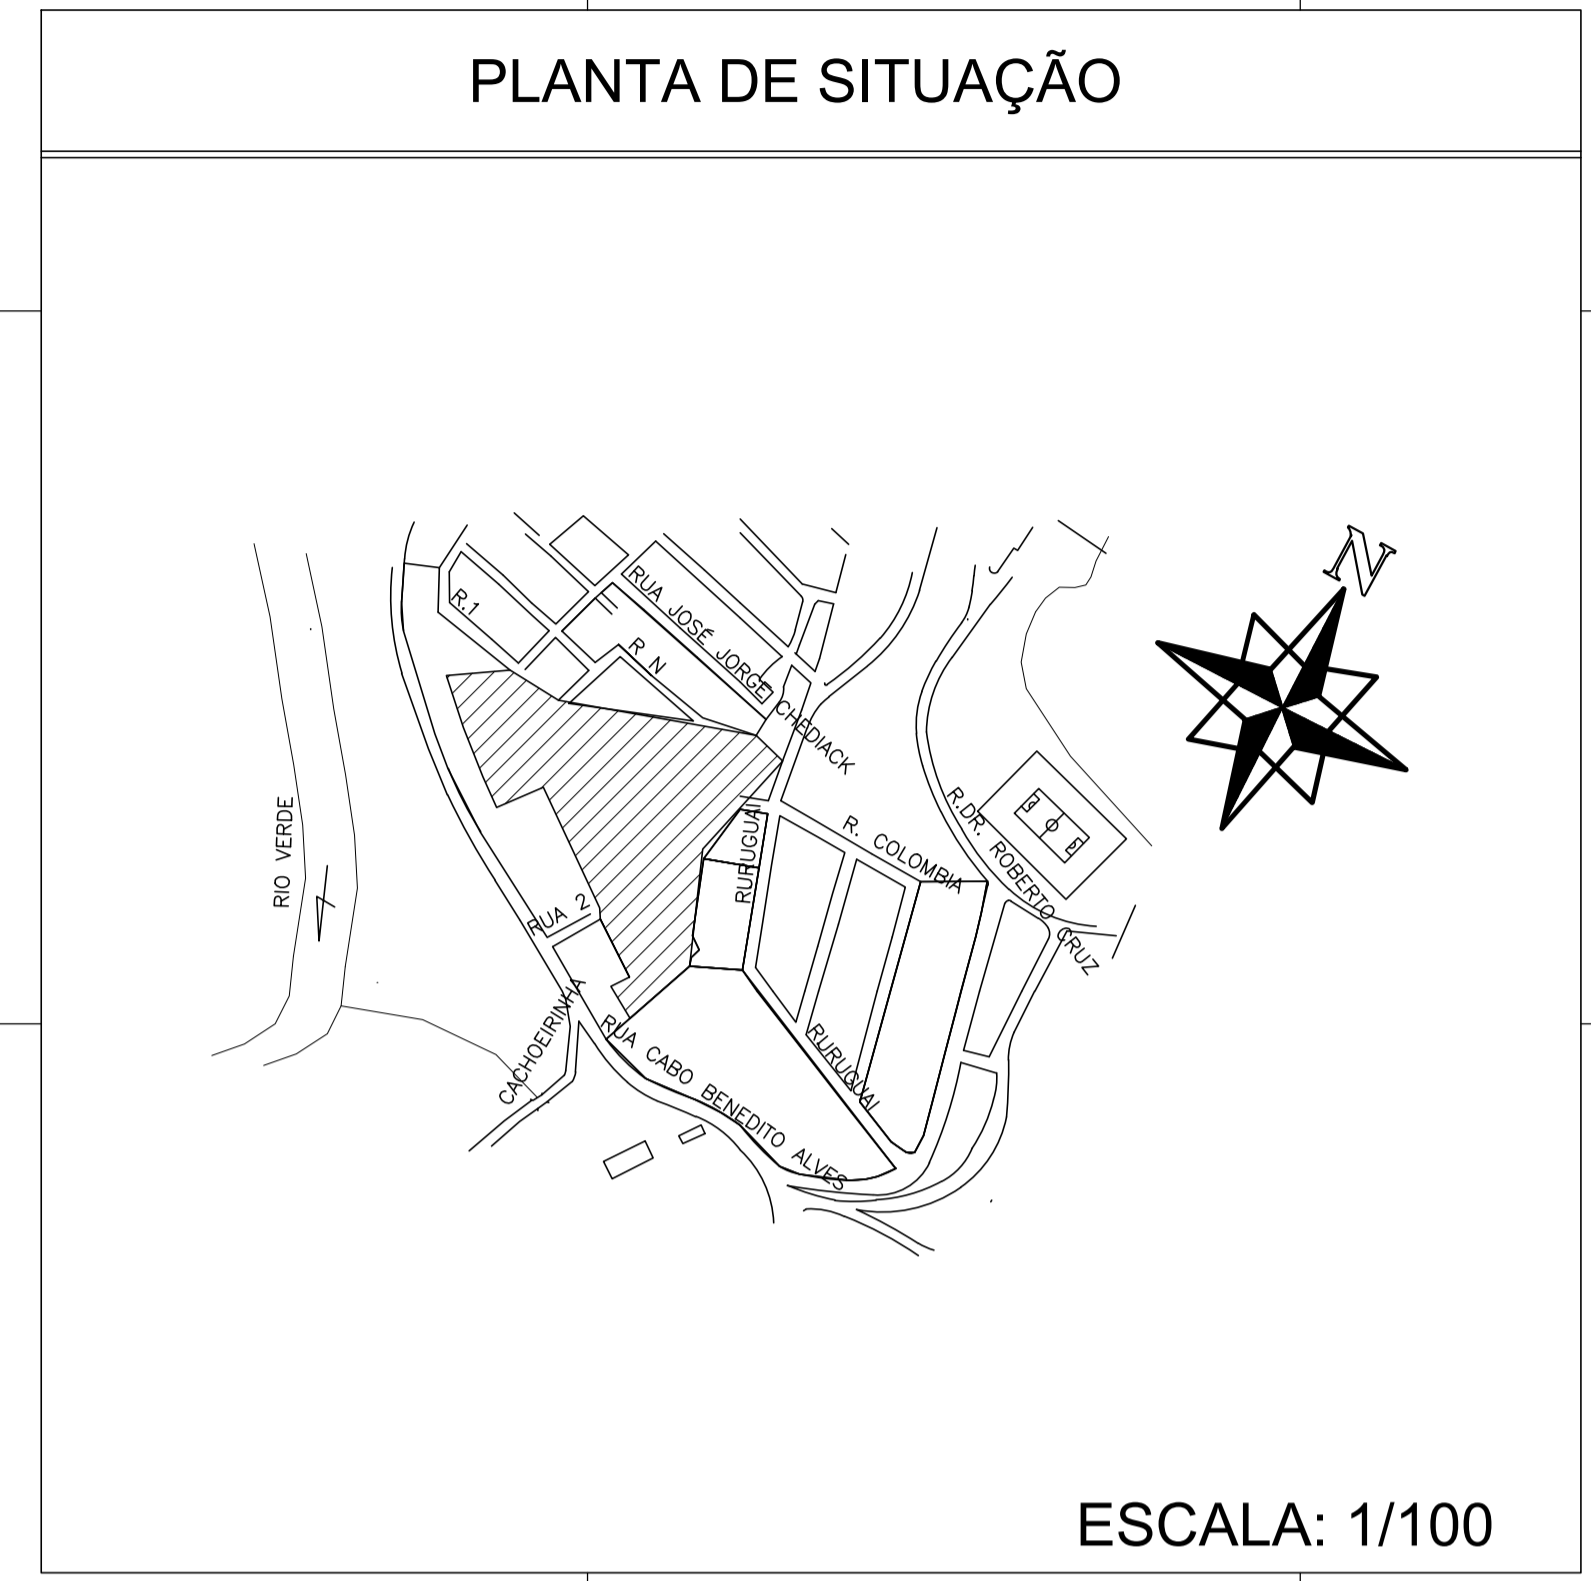 PLANTA DE SITUAÇÃO
N
R.1
RUA JOSÉ JORGE CHEDIACK
R N
RIO VERDE
RURUGUAI
R. COLOMBIA
R.DR. ROBERTO CRUZ
RUA 2
CACHOEIRINHA
RUA CABO BENEDITO ALVES
RURUGUAI
ESCALA: 1/100